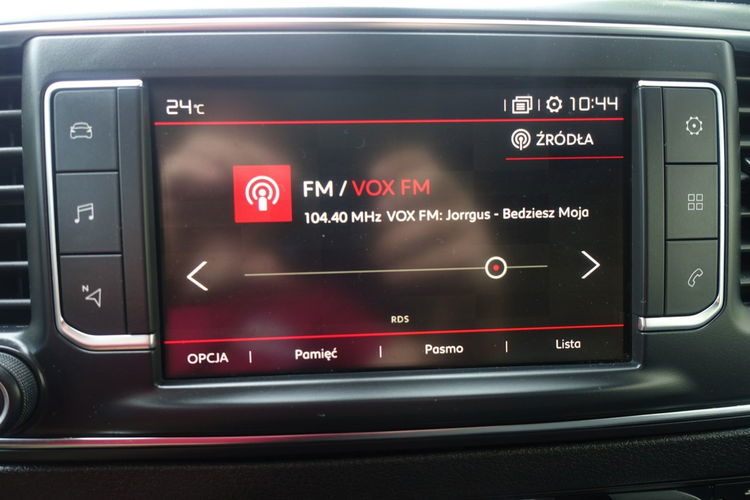 24°C 10:44
ŹRÓDŁA
FM / VOX FM
104.40 MHz VOX FM: Jorrgus - Bedziesz Moja
RDS
OPCJA | Pamięć | Pasmo | Lista
N